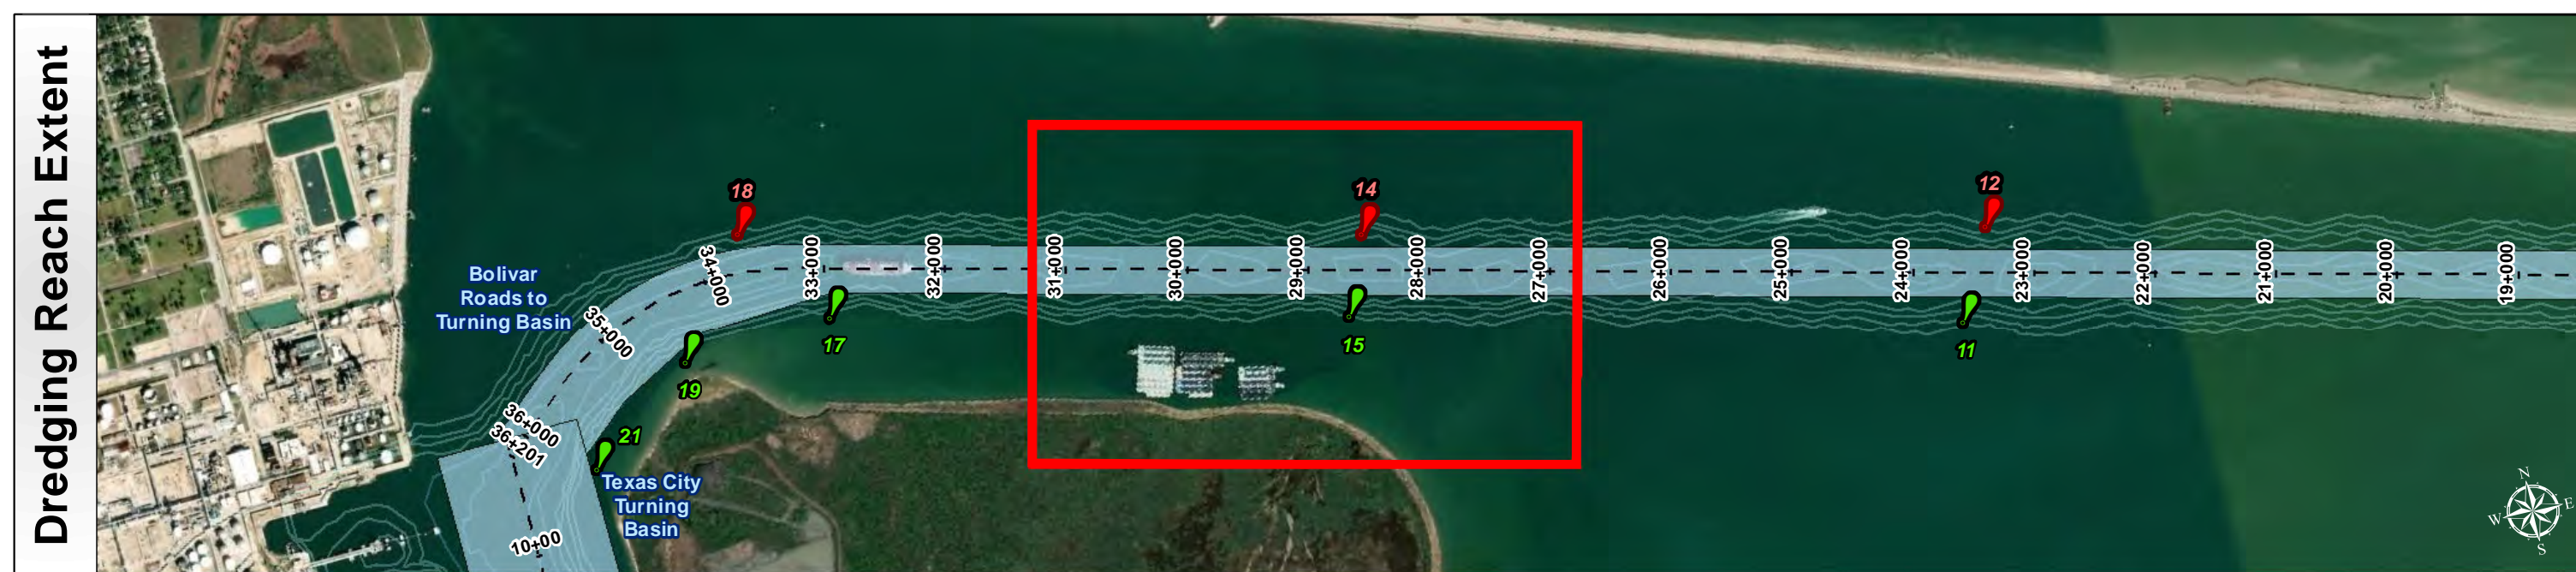 Dredging Reach Extent
18
14
12
34+000
33+000
32+000
31+000
30+000
29+000
28+000
27+000
26+000
25+000
24+000
23+000
22+000
21+000
20+000
19+000
Bolivar
Roads to
Turning Basin
35+000
17
15
11
19
36+000
36+201
21
Texas City
Turning
Basin
10+00
N
W
E
S